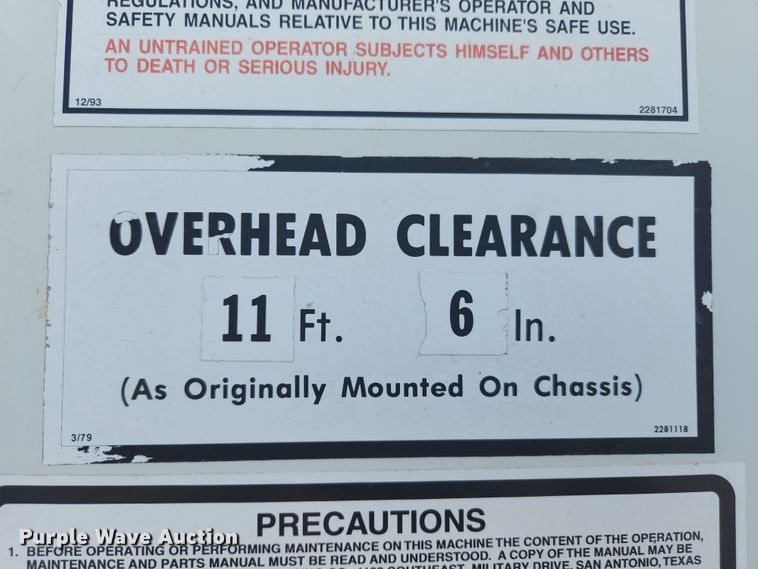 REGULATIONS, AND MANUFACTURER'S OPERATOR AND
SAFETY MANUALS RELATIVE TO THIS MACHINE'S SAFE USE.
AN UNTRAINED OPERATOR SUBJECTS HIMSELF AND OTHERS
TO DEATH OR SERIOUS INJURY.
12/93 2281704
OVERHEAD CLEARANCE
11 Ft. 6 In.
(As Originally Mounted On Chassis)
3/79 2281118
PRECAUTIONS
1. BEFORE OPERATING OR PERFORMING MAINTENANCE ON THIS MACHINE THE CONTENT OF THE OPERATION,
MAINTENANCE AND PARTS MANUAL MUST BE READ AND UNDERSTOOD. A COPY OF THE MANUAL MAY BE
SOUTHEAST MILITARY DRIVE, SAN ANTONIO, TEXAS
Purple Wave Auction